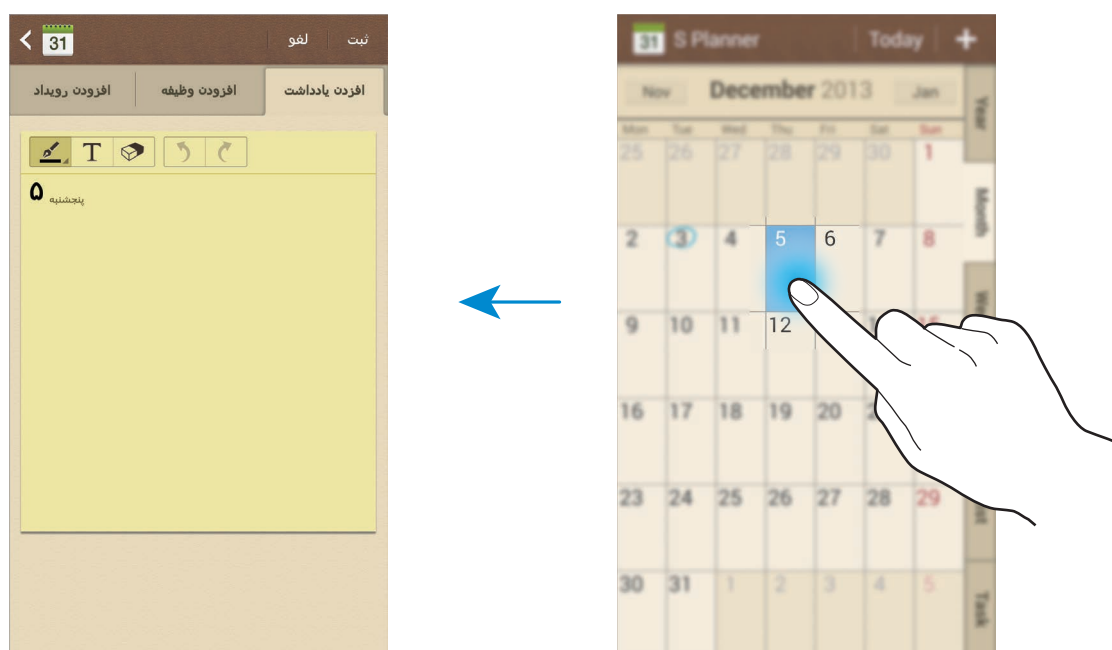 31 لغو ثبت
افزودن رویداد افزودن وظیفه افزدن یادداشت
T
۵ پنجشنبه
31 S Planner Today +
Nov December 2013 Jan
Mon Tue Wed Thu Fri Sat Sun
25 26 27 28 29 30 1
2 3 4 5 6 7 8
9 10 11 12
16 17 18 19 20
23 24 25 26 27 28 29
30 31 1 2 3 4 5
Year
Month
Task